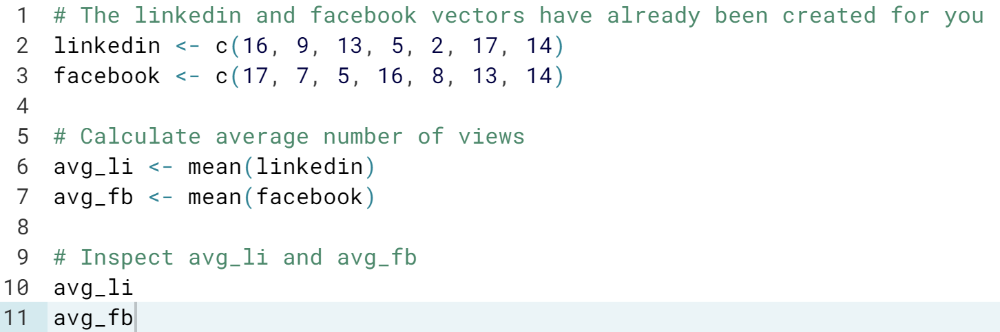 1 # The linkedin and facebook vectors have already been created for you
2 linkedin <- c(16, 9, 13, 5, 2, 17, 14)
3 facebook <- c(17, 7, 5, 16, 8, 13, 14)
4
5 # Calculate average number of views
6 avg_li <- mean(linkedin)
7 avg_fb <- mean(facebook)
8
9 # Inspect avg_li and avg_fb
10 avg_li
11 avg_fb